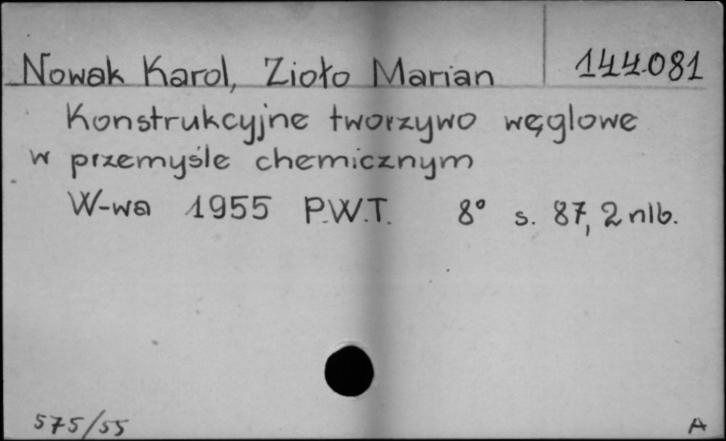 Nowak Karol, Zioło Marian 144.081
Konstrukcyjne tworzywo węglowe
w przemyśle chemicznym
W-wa 1955 P.W.T. 8° s. 87, 2 nlb.
575/55 A